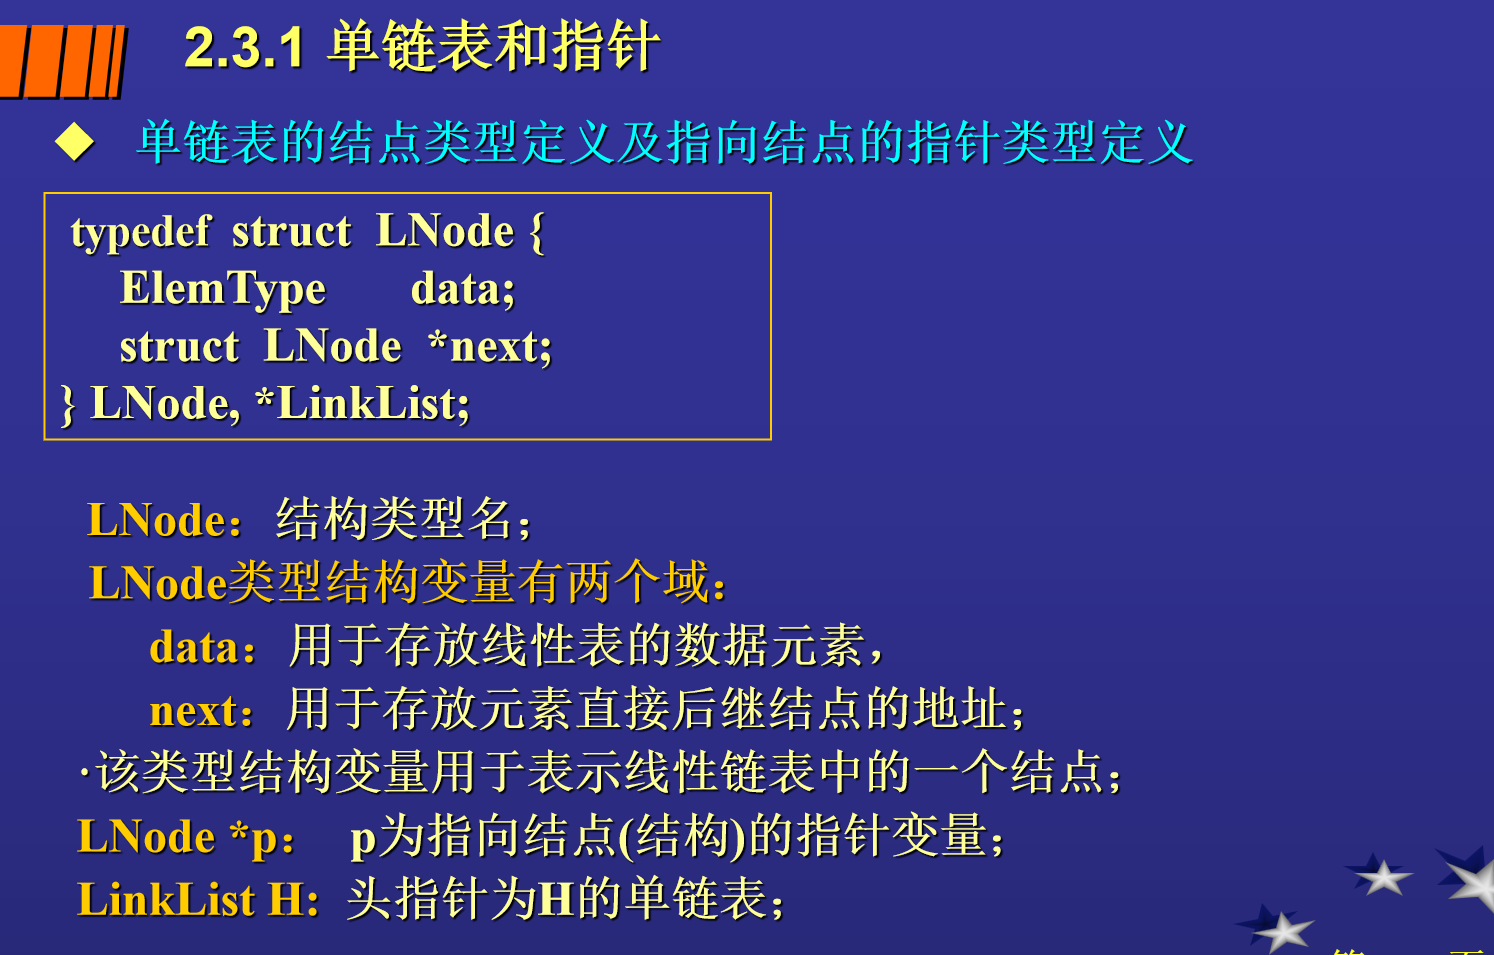 2.3.1 单链表和指针
单链表的结点类型定义及指向结点的指针类型定义
typedef struct LNode {
ElemType data;
struct LNode *next;
} LNode, *LinkList;
LNode：结构类型名；
LNode类型结构变量有两个域：
data：用于存放线性表的数据元素，
next：用于存放元素直接后继结点的地址；
·该类型结构变量用于表示线性链表中的一个结点；
LNode *p： p为指向结点(结构)的指针变量；
LinkList H: 头指针为H的单链表；